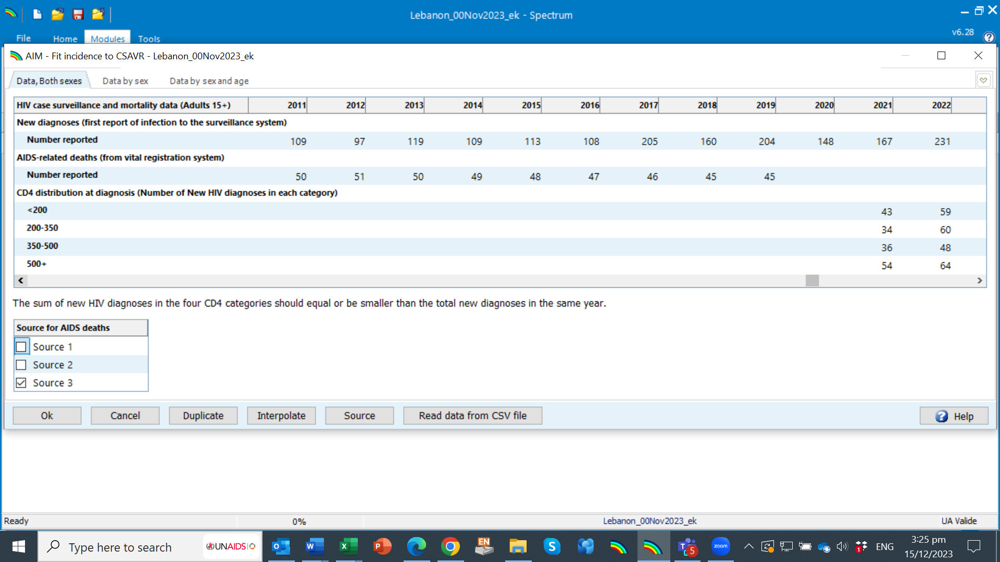 Lebanon_00Nov2023_ek - Spectrum
File Home Modules Tools v6.28
AIM - Fit incidence to CSAVR - Lebanon_00Nov2023_ek
Data, Both sexes Data by sex Data by sex and age
HIV case surveillance and mortality data (Adults 15+) 2011 2012 2013 2014 2015 2016 2017 2018 2019 2020 2021 2022
New diagnoses (first report of infection to the surveillance system)
Number reported 109 97 119 109 113 108 205 160 204 148 167 231
AIDS-related deaths (from vital registration system)
Number reported 50 51 50 49 48 47 46 45 45
CD4 distribution at diagnosis (Number of New HIV diagnoses in each category)
<200 43 59
200-350 34 60
350-500 36 48
500+ 54 64
The sum of new HIV diagnoses in the four CD4 categories should equal or be smaller than the total new diagnoses in the same year.
Source for AIDS deaths
Source 1
Source 2
Source 3
Ok Cancel Duplicate Interpolate Source Read data from CSV file Help
Ready 0% Lebanon_00Nov2023_ek UA Valide
Type here to search UNAIDS EN zoom 5 1 ENG 3:25 pm
15/12/2023